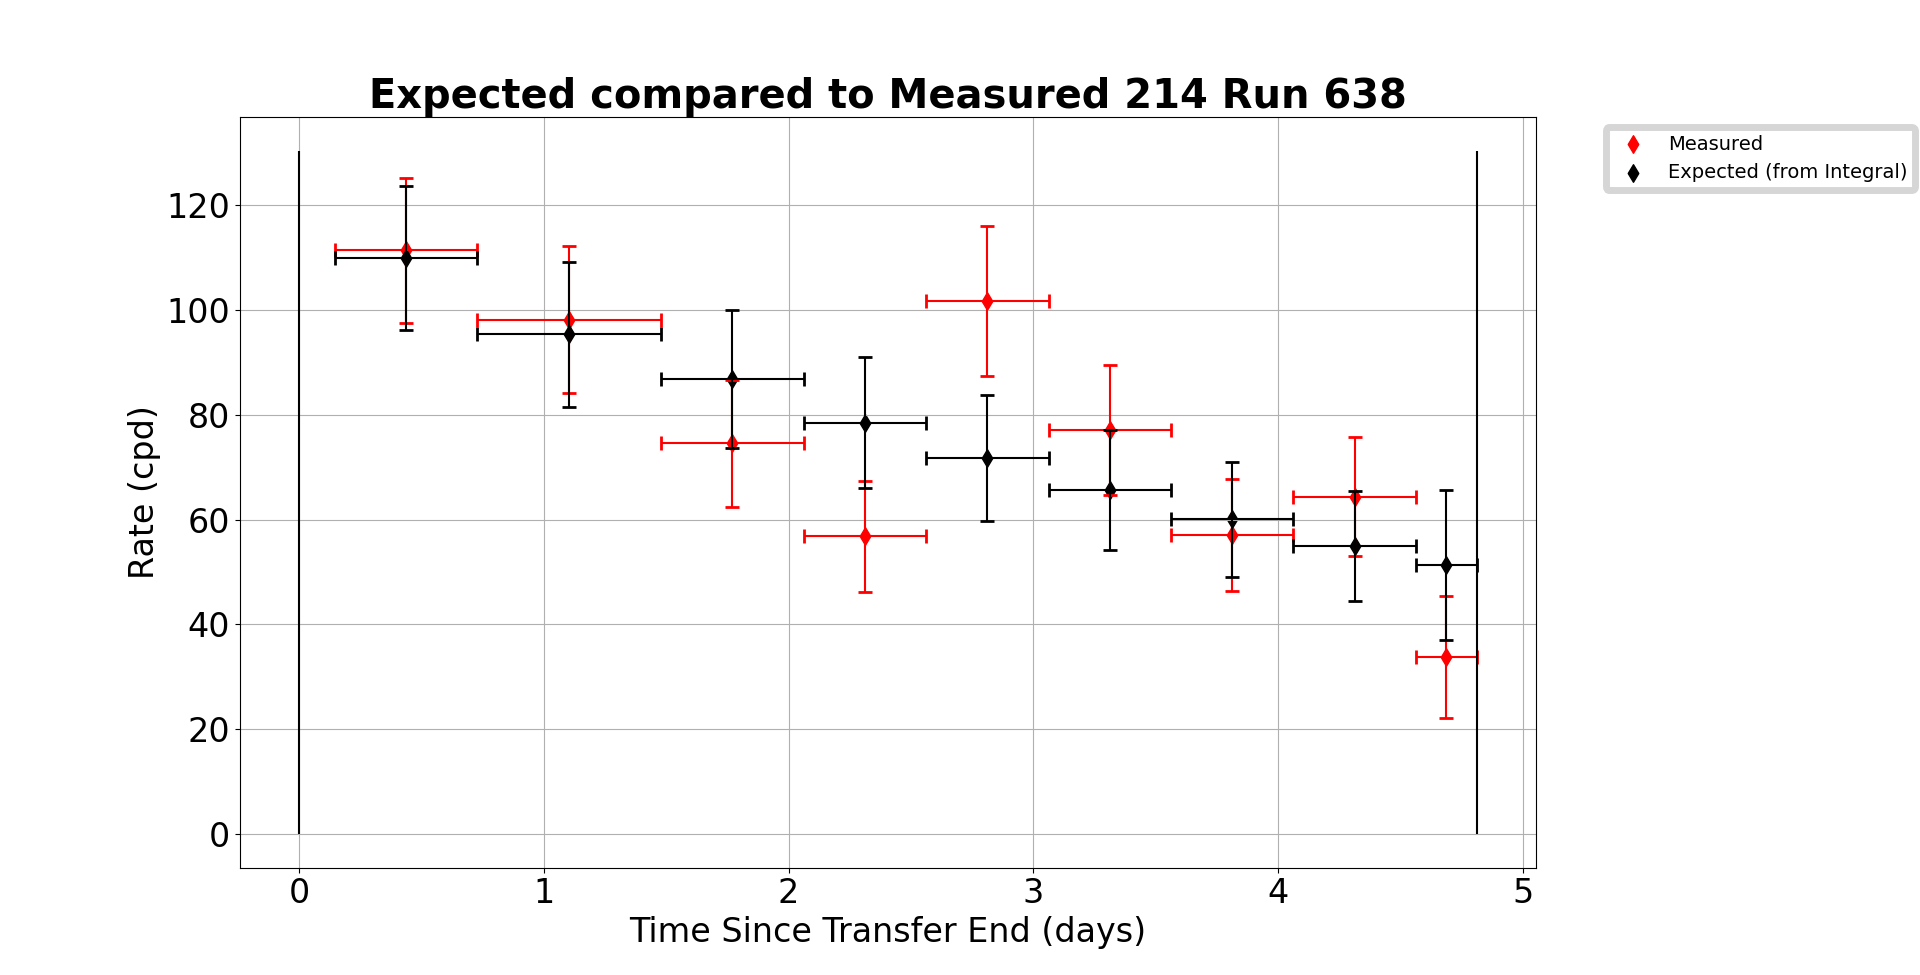 Expected compared to Measured 214 Run 638
Measured
Expected (from Integral)
Rate (cpd)
120
100
80
60
40
20
0
0 1 2 3 4 5
Time Since Transfer End (days)